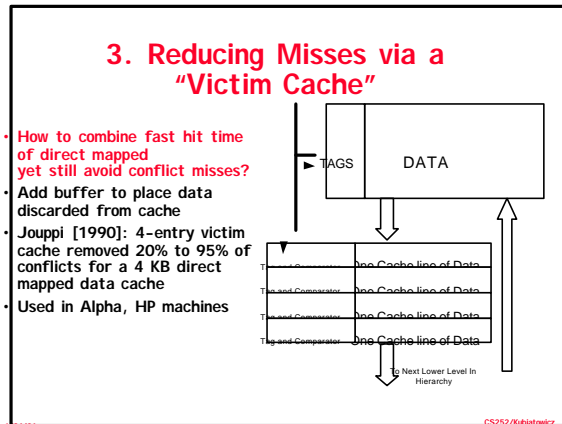 3. Reducing Misses via a
“Victim Cache”
• How to combine fast hit time
of direct mapped
yet still avoid conflict misses?
• Add buffer to place data
discarded from cache
• Jouppi [1990]: 4-entry victim
cache removed 20% to 95% of
conflicts for a 4 KB direct
mapped data cache
• Used in Alpha, HP machines
TAGS
DATA
Tag and Comparator One Cache line of Data
Tag and Comparator One Cache line of Data
Tag and Comparator One Cache line of Data
Tag and Comparator One Cache line of Data
To Next Lower Level In
Hierarchy
CS252/Kubiatowicz